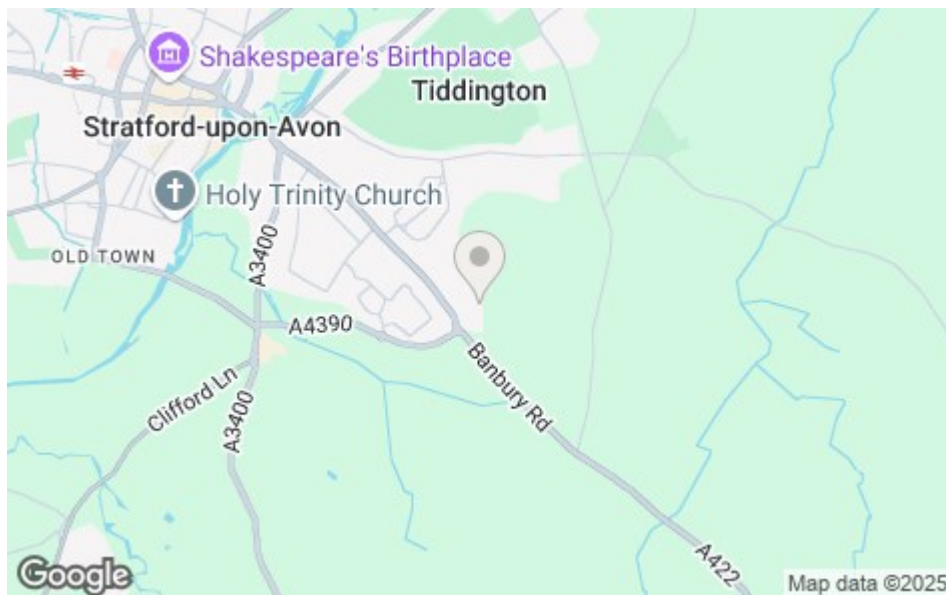 Shakespeare's Birthplace
Tiddington
Stratford-upon-Avon
Holy Trinity Church
OLD TOWN
A3400
A4390
Banbury Rd
Clifford Ln
A3400
A422
Google
Map data ©2025